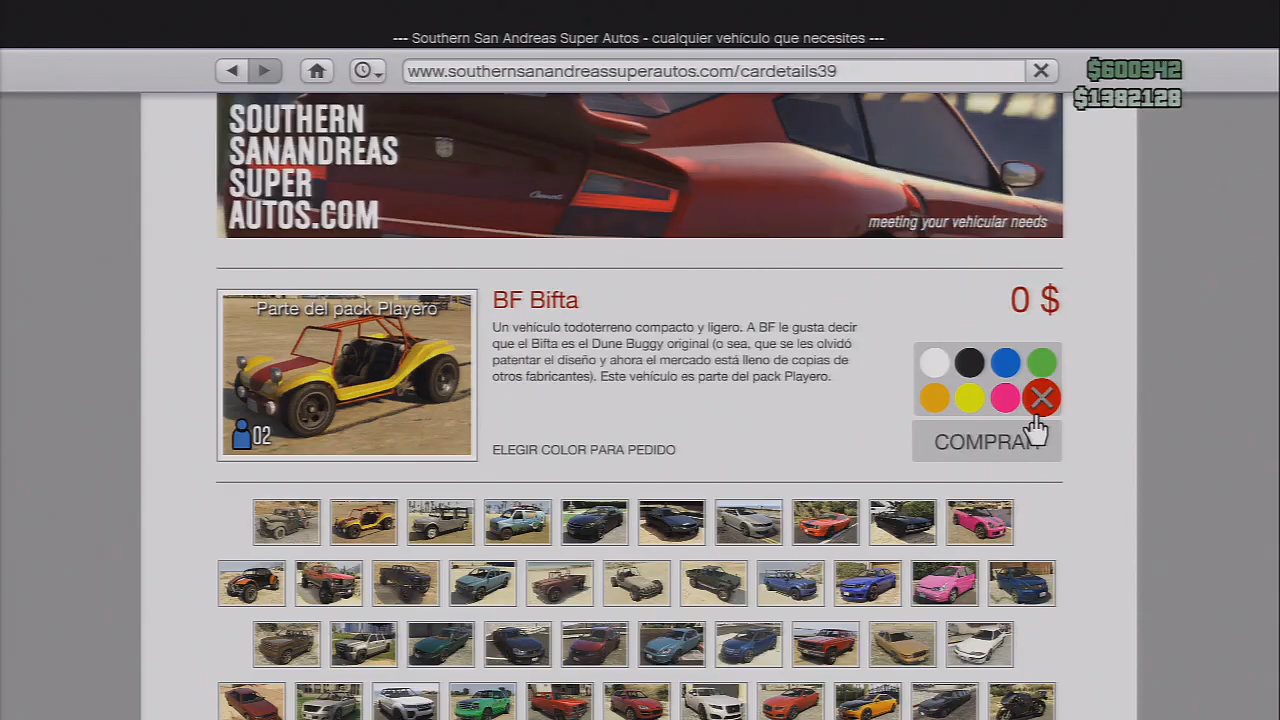 --- Southern San Andreas Super Autos - cualquier vehículo que necesites ---
www.southernsanandreassuperautos.com/cardetails39
$600342
$1382128
SOUTHERN
SANANDREAS
SUPER
AUTOS.COM
meeting your vehicular needs
Parte del pack Playero
02
BF Bifta
0 $
Un vehículo todoterreno compacto y ligero. A BF le gusta decir
que el Bifta es el Dune Buggy original (o sea, que se les olvidó
patentar el diseño y ahora el mercado está lleno de copias de
otros fabricantes). Este vehículo es parte del pack Playero.
ELEGIR COLOR PARA PEDIDO
COMPRAR